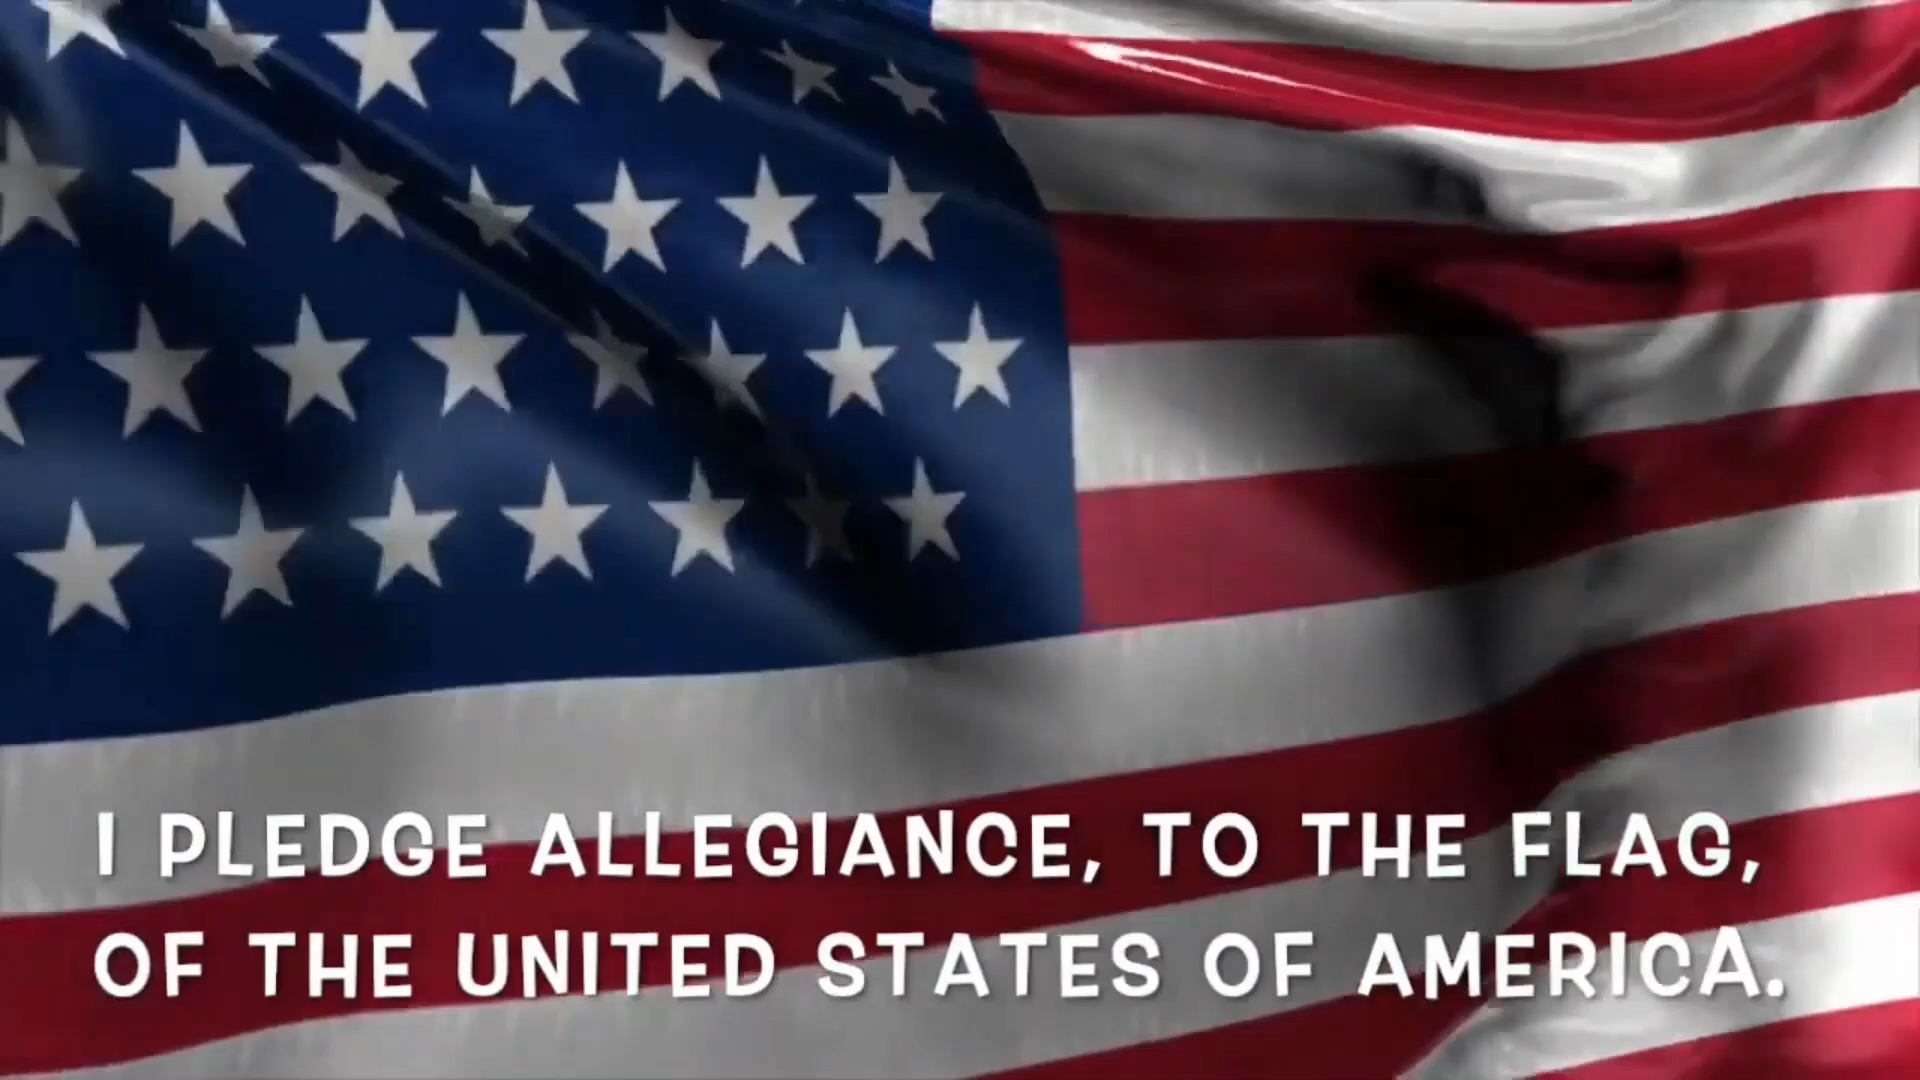 I PLEDGE ALLEGIANCE, TO THE FLAG,
OF THE UNITED STATES OF AMERICA.